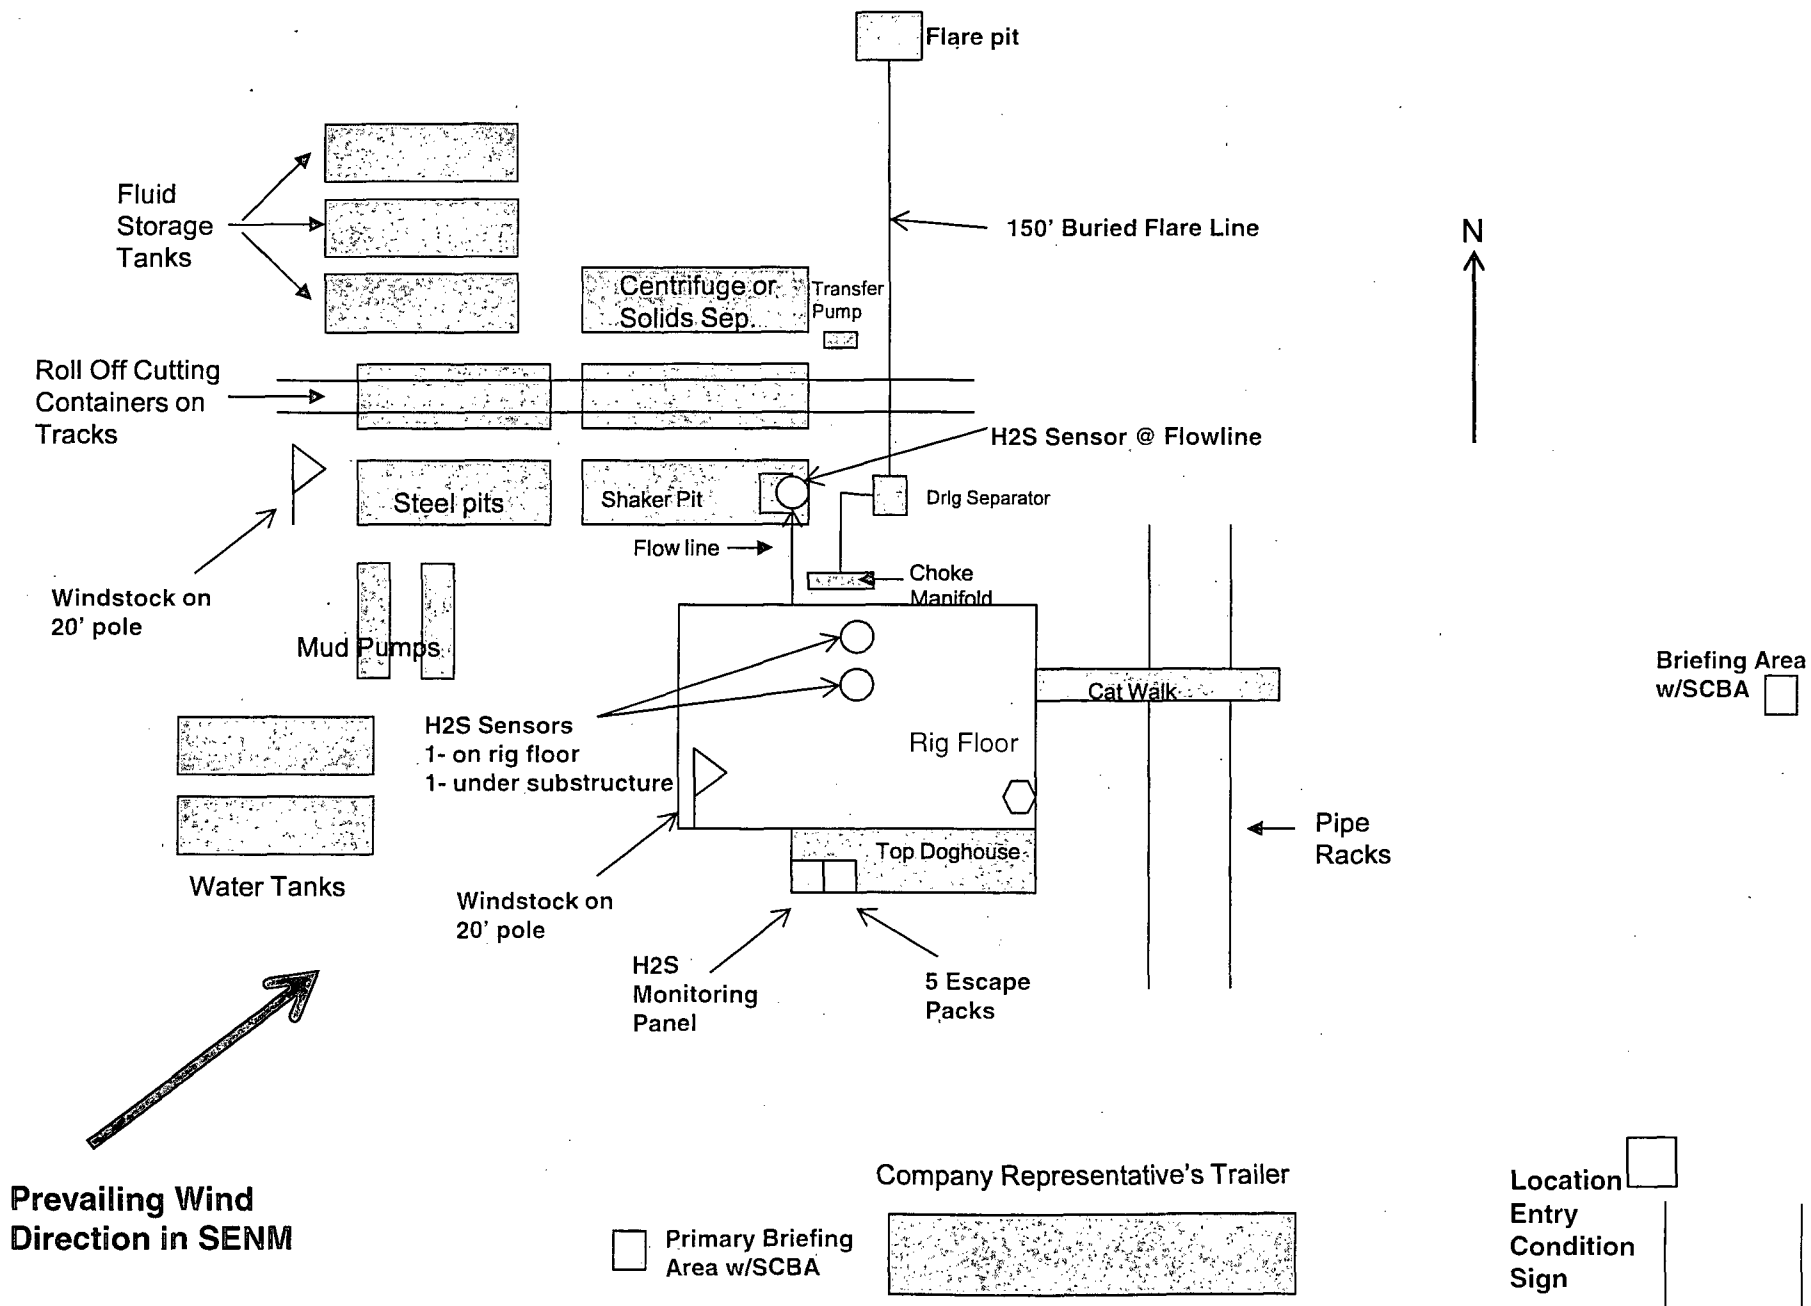 Flare pit
Fluid
Storage
Tanks
150' Buried Flare Line
N
Centrifuge or
Solids Sep.
Transfer
Pump
Roll Off Cutting
Containers on
Tracks
H2S Sensor @ Flowline
Steel pits
Shaker Pit
Drlg Separator
Flow line
Choke
Manifold
Windstock on
20' pole
Mud Pumps
Briefing Area
w/SCBA
Cat Walk
H2S Sensors
1- on rig floor
1- under substructure
Rig Floor
Pipe
Racks
Top Doghouse
Water Tanks
Windstock on
20' pole
H2S
Monitoring
Panel
5 Escape
Packs
Prevailing Wind
Direction in SENM
Company Representative's Trailer
Primary Briefing
Area w/SCBA
Location
Entry
Condition
Sign